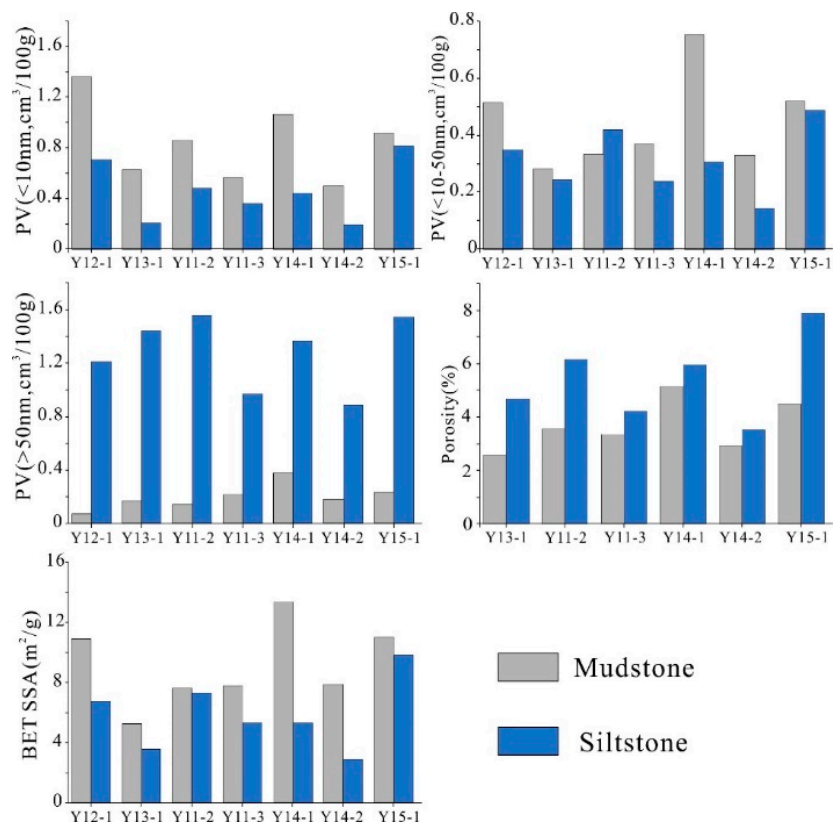 PV(<10nm,cm³/100g)
1.6
1.2
0.8
0.4
0
Y12-1 Y13-1 Y11-2 Y11-3 Y14-1 Y14-2 Y15-1
PV(<10-50nm,cm³/100g)
0.8
0.6
0.4
0.2
0
Y12-1 Y13-1 Y11-2 Y11-3 Y14-1 Y14-2 Y15-1
PV(>50nm,cm³/100g)
1.6
1.2
0.8
0.4
0
Y12-1 Y13-1 Y11-2 Y11-3 Y14-1 Y14-2 Y15-1
Porosity(%)
8
6
4
2
0
Y13-1 Y11-2 Y11-3 Y14-1 Y14-2 Y15-1
BET SSA(m²/g)
16
12
8
4
0
Y12-1 Y13-1 Y11-2 Y11-3 Y14-1 Y14-2 Y15-1
Mudstone
Siltstone